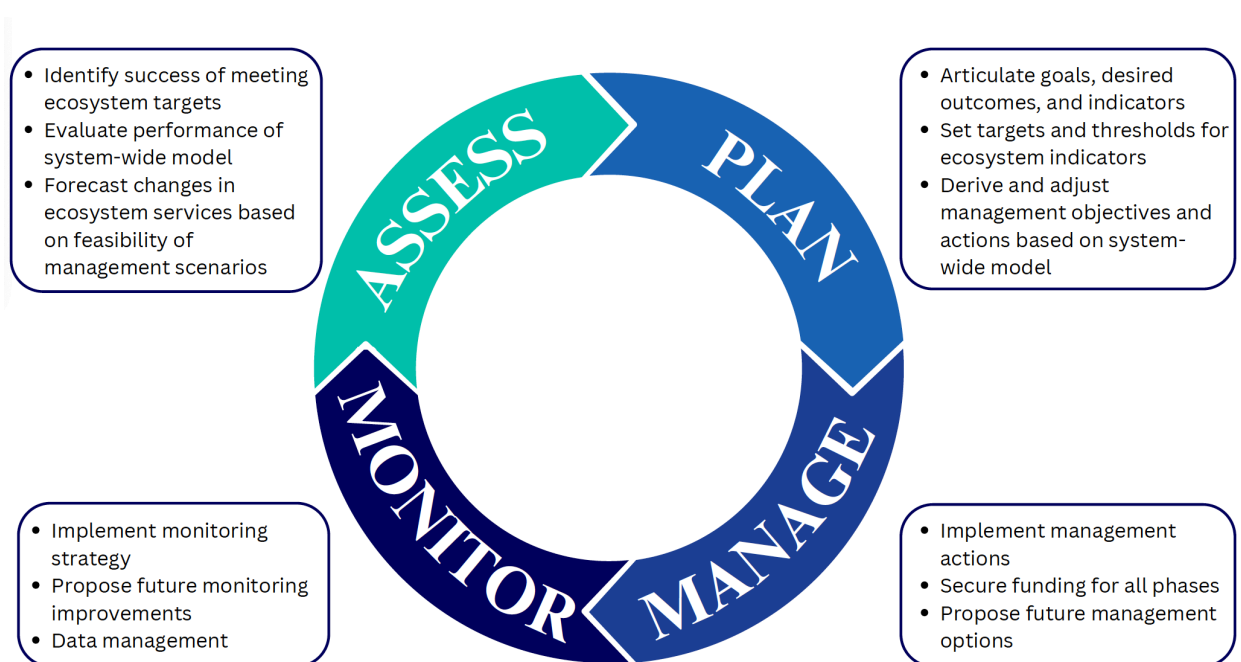 • Identify success of meeting
ecosystem targets
• Evaluate performance of
system-wide model
• Forecast changes in
ecosystem services based
on feasibility of
management scenarios
ASSESS
PLAN
• Articulate goals, desired
outcomes, and indicators
• Set targets and thresholds for
ecosystem indicators
• Derive and adjust
management objectives and
actions based on system-
wide model
• Implement monitoring
strategy
• Propose future monitoring
improvements
• Data management
MONITOR
MANAGE
• Implement management
actions
• Secure funding for all phases
• Propose future management
options